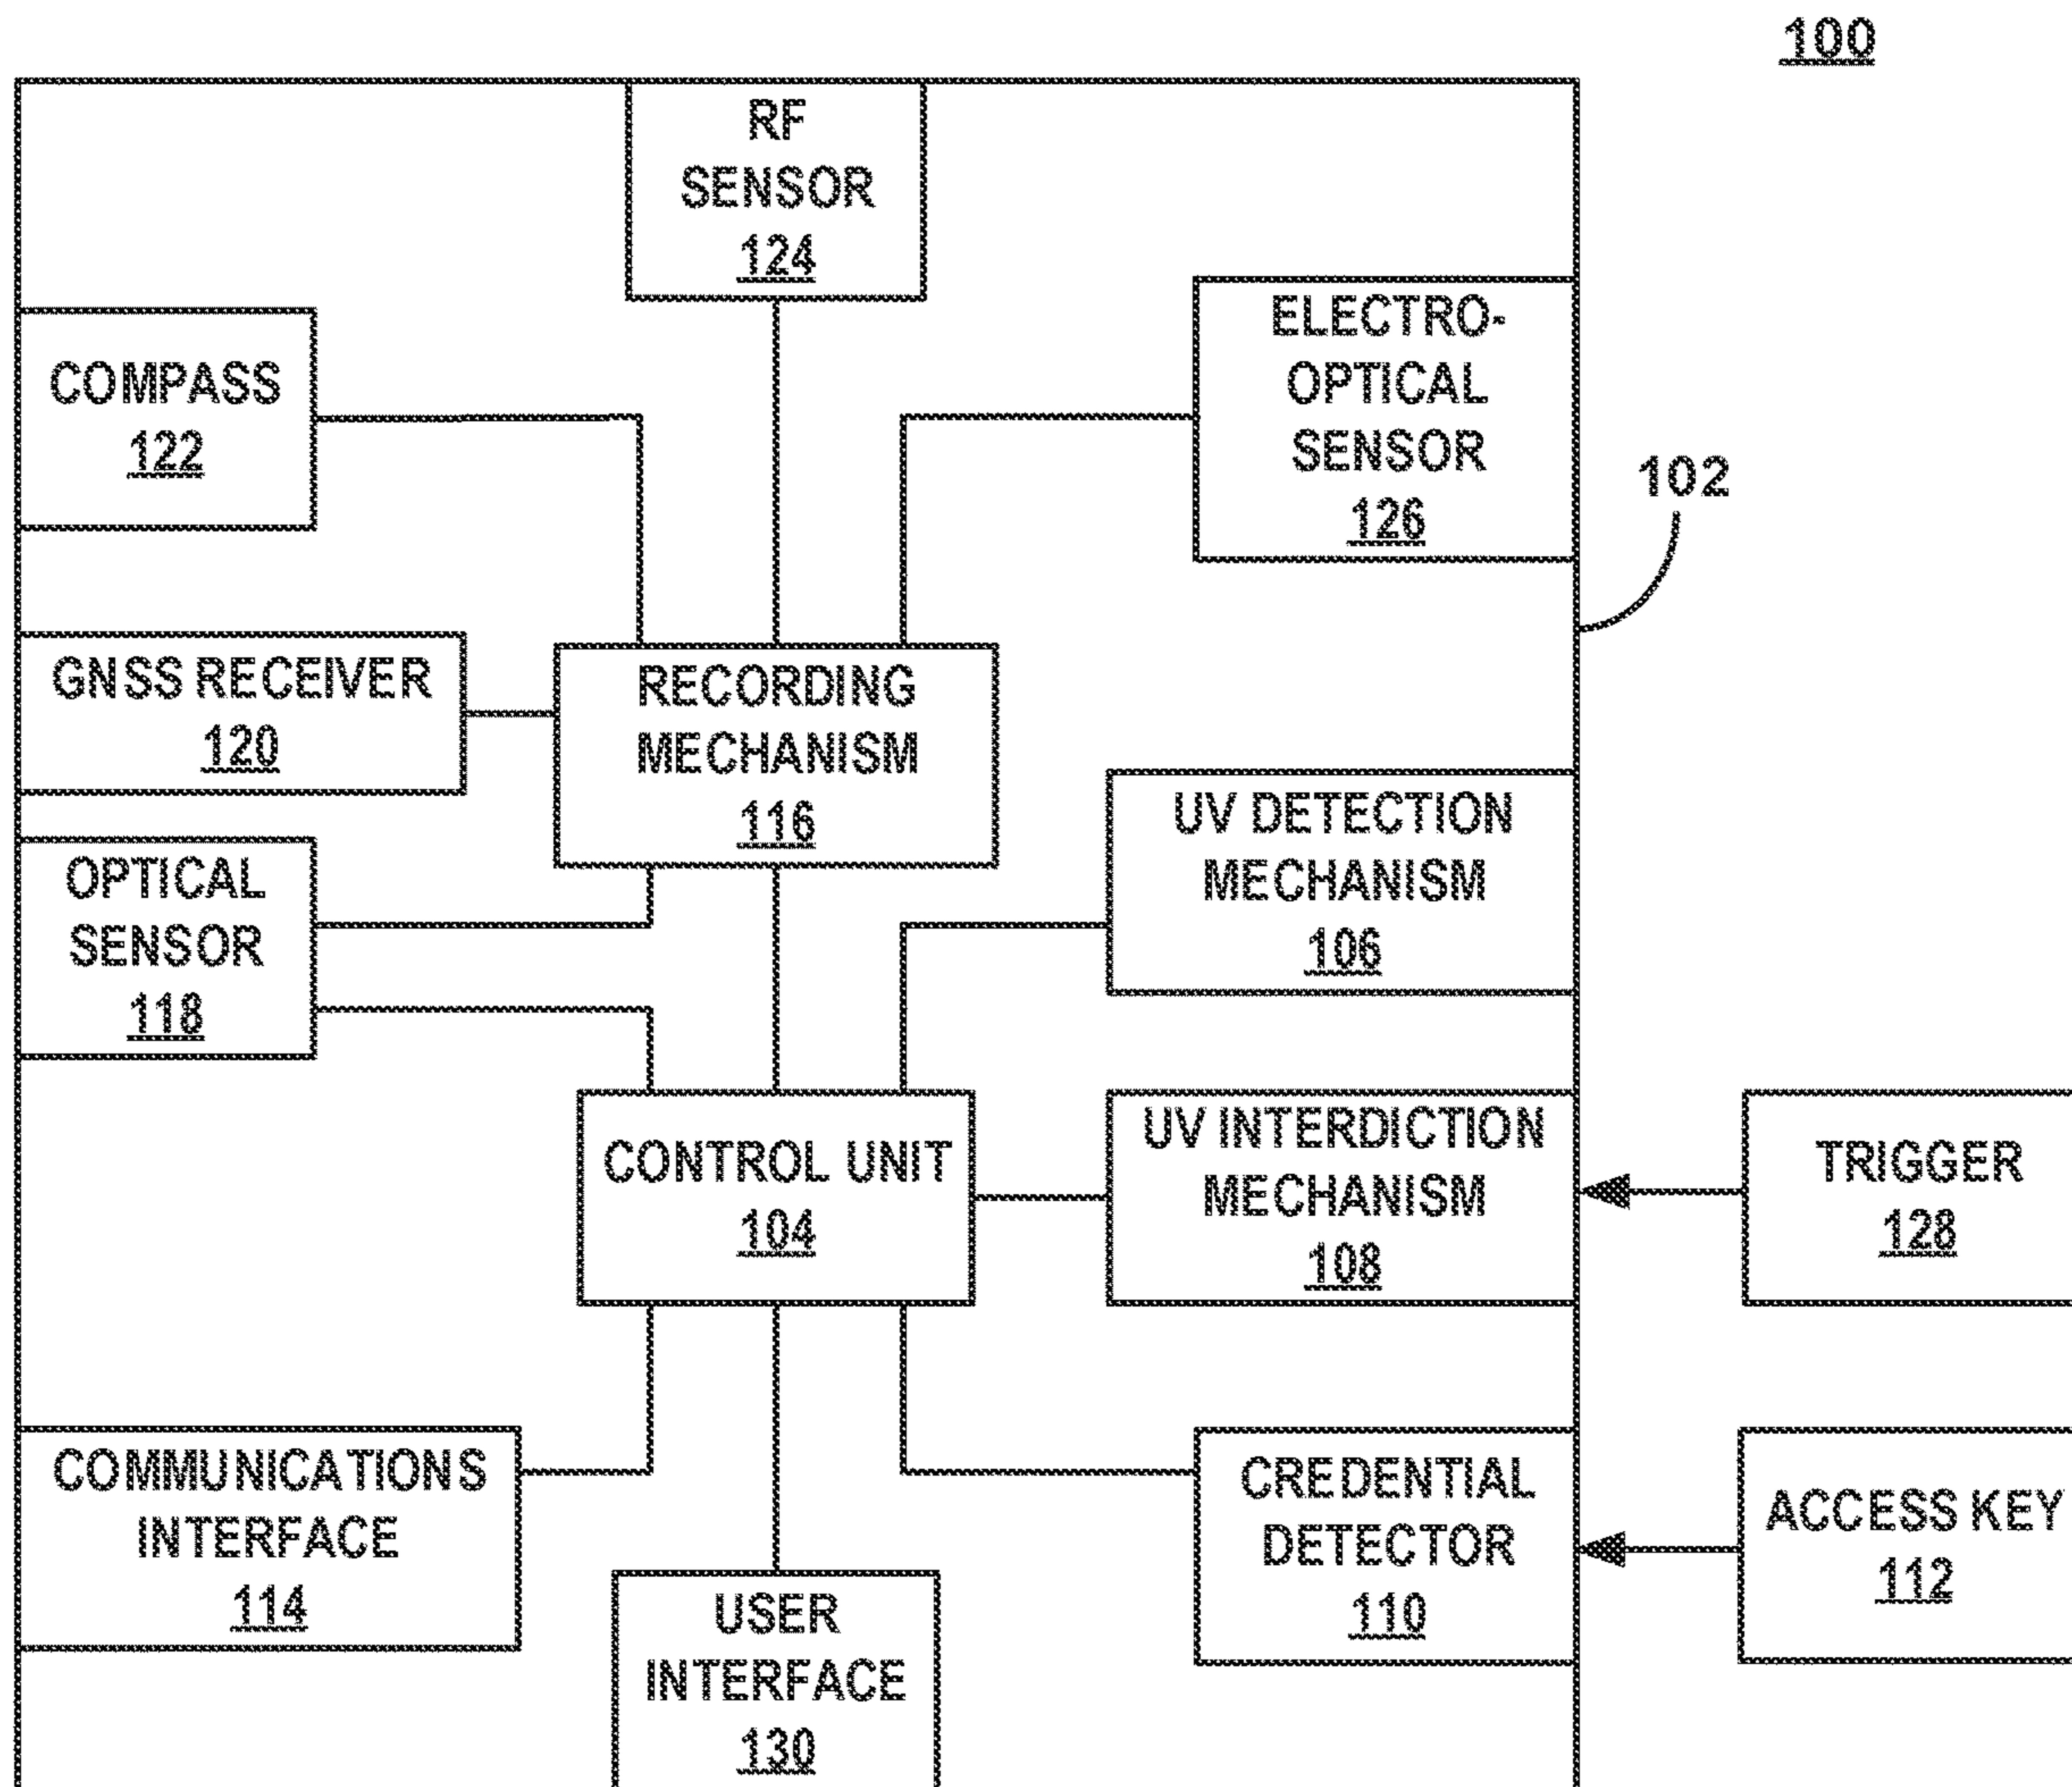 100
RF
SENSOR
124
ELECTRO-
OPTICAL
SENSOR
126
COMPASS
122
102
GNSS RECEIVER
120
RECORDING
MECHANISM
116
UV DETECTION
MECHANISM
106
OPTICAL
SENSOR
118
CONTROL UNIT
104
UV INTERDICTION
MECHANISM
108
TRIGGER
128
COMMUNICATIONS
INTERFACE
114
CREDENTIAL
DETECTOR
110
ACCESS KEY
112
USER
INTERFACE
130